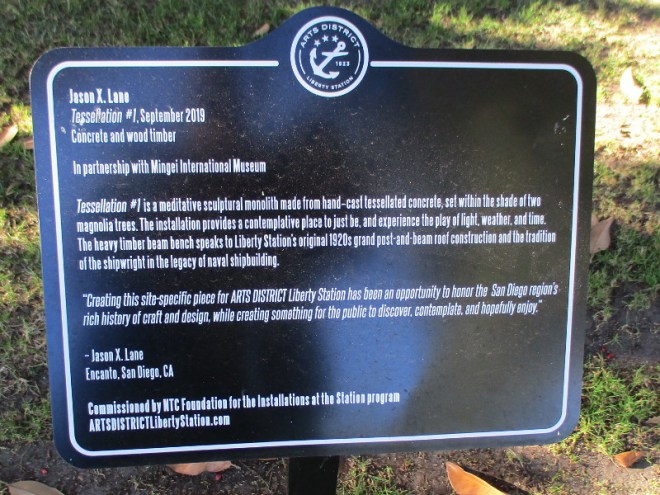 ARTS DISTRICT
1923
LIBERTY STATION
Jason X. Lane
Tessellation #1, September 2019
Concrete and wood timber
In partnership with Mingei International Museum
Tessellation #1 is a meditative sculptural monolith made from hand-cast tessellated concrete, set within the shade of two
magnolia trees. The installation provides a contemplative place to just be, and experience the play of light, weather, and time.
The heavy timber beam bench speaks to Liberty Station's original 1920s grand post-and-beam roof construction and the tradition
of the shipwright in the legacy of naval shipbuilding.
"Creating this site-specific piece for ARTS DISTRICT Liberty Station has been an opportunity to honor the San Diego region's
rich history of craft and design, while creating something for the public to discover, contemplate, and hopefully enjoy."
– Jason X. Lane
Encanto, San Diego, CA
Commissioned by NTC Foundation for the Installations at the Station program
ARTSDISTRICTLibertyStation.com